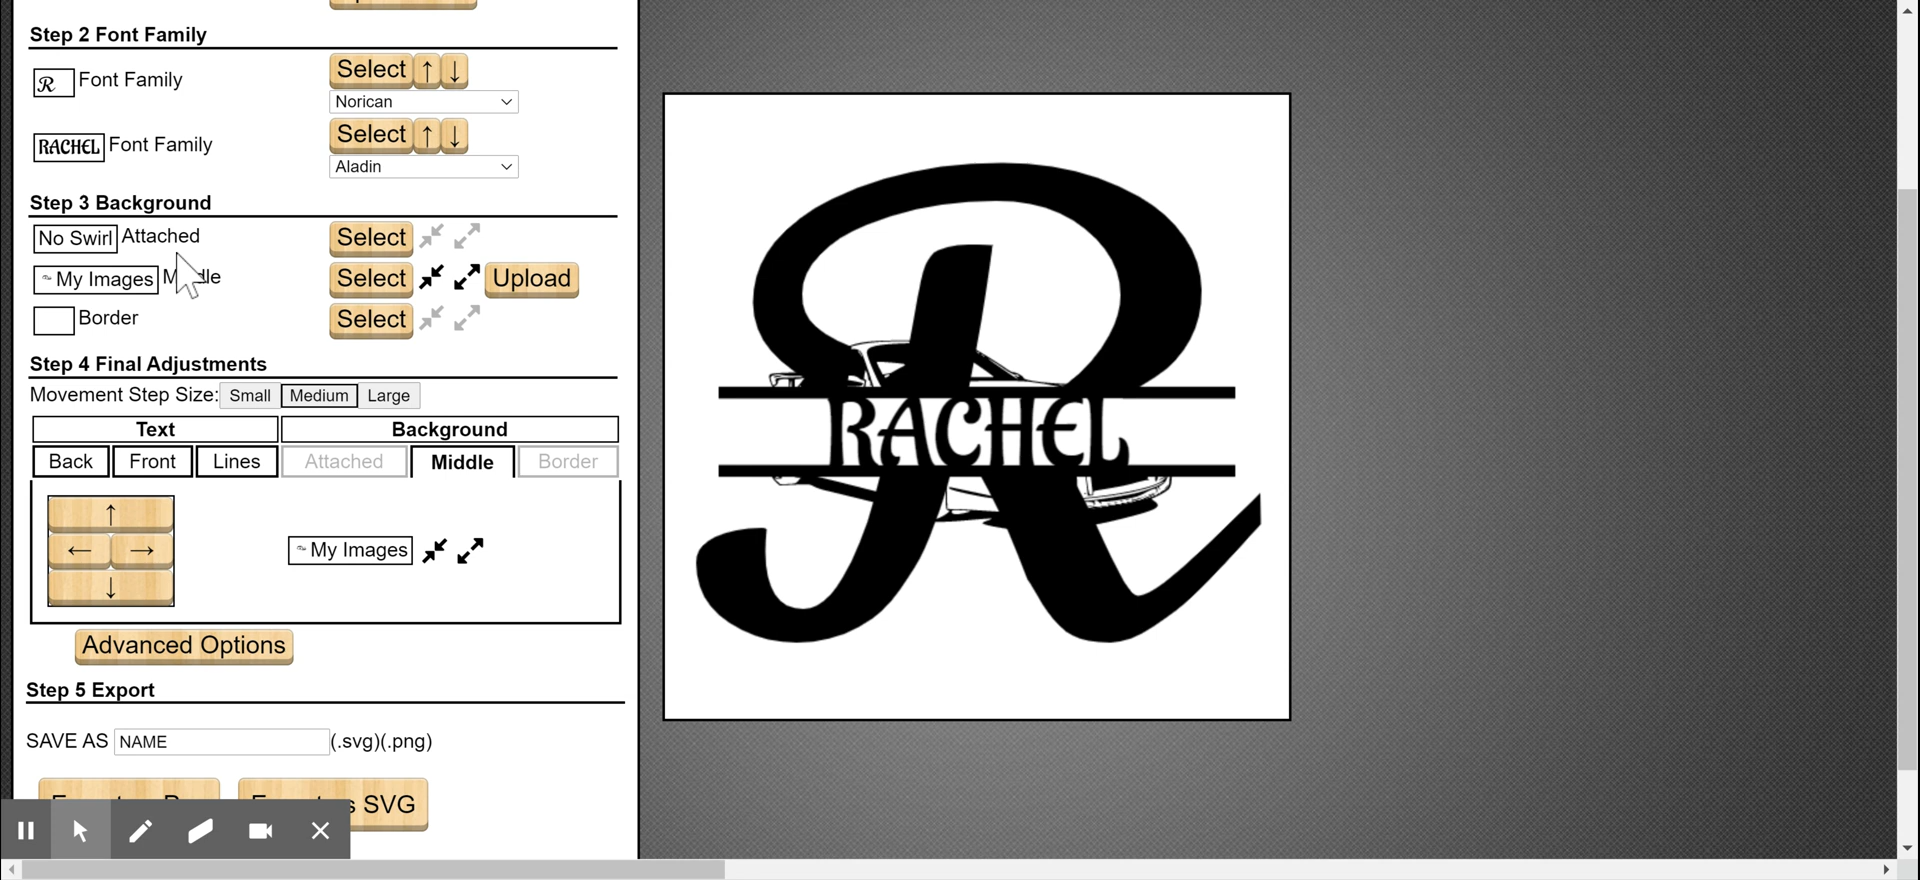 Step 2 Font Family
R Font Family
Select ↑ ↓
Norican
RACHEL Font Family
Select ↑ ↓
Aladin
Step 3 Background
No Swirl Attached
Select
My Images
Select
Upload
Border
Select
Step 4 Final Adjustments
Movement Step Size: Small Medium Large
Text Background
Back Front Lines Attached Middle Border
↑
← →
↓
My Images
Advanced Options
Step 5 Export
SAVE AS NAME (.svg)(.png)
SVG
R
RACHEL